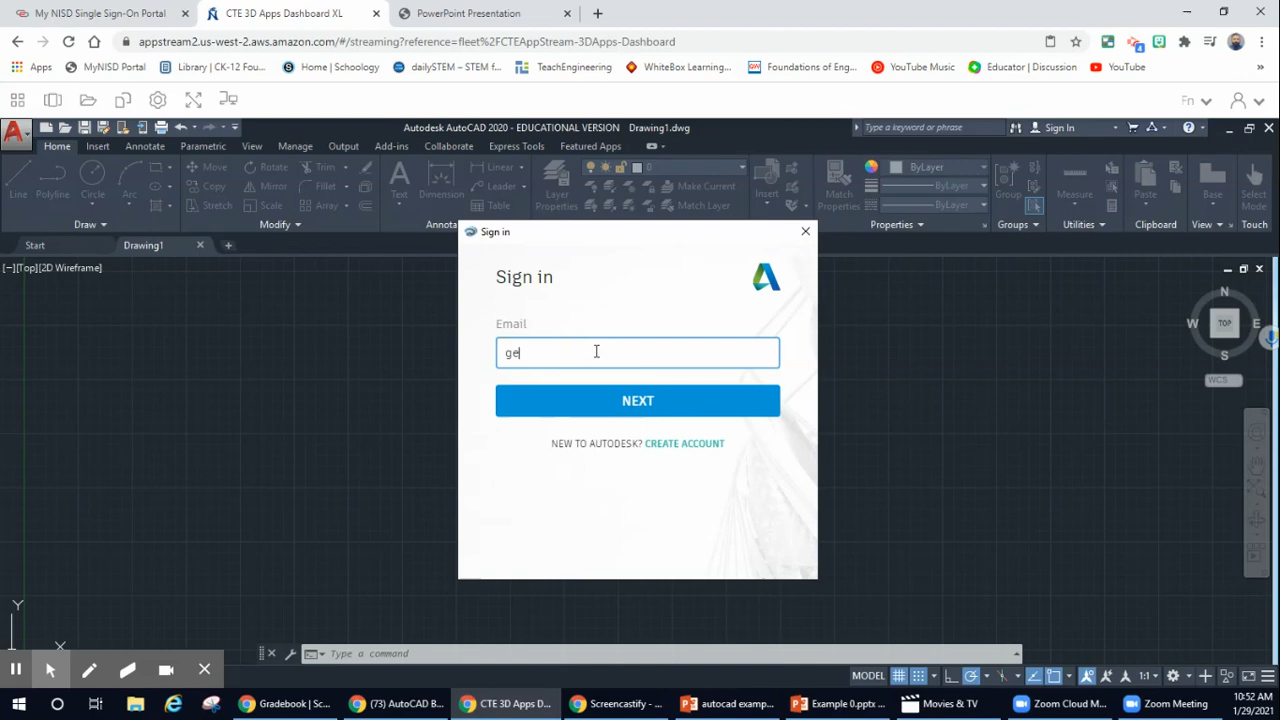 My NISD Single Sign-On Portal
CTE 3D Apps Dashboard XL
PowerPoint Presentation
appstream2.us-west-2.aws.amazon.com/#/streaming?reference=fleet%2FCTEAppStream-3DApps-Dashboard
4
Apps
MyNISD Portal
Library | CK-12 Fou...
Home | Schoology
dailySTEM – STEM f...
TeachEngineering
WhiteBox Learning...
Foundations of Eng...
YouTube Music
Educator | Discussion
YouTube
»
Fn
Autodesk AutoCAD 2020 - EDUCATIONAL VERSION Drawing1.dwg
Type a keyword or phrase
Sign In
Home Insert Annotate Parametric View Manage Output Add-ins Collaborate Express Tools Featured Apps
Line
Polyline
Circle
Arc
Move
Rotate
Trim
Copy
Mirror
Fillet
Stretch
Scale
Array
Text
Dimension
Linear
Leader
Table
Layer
Properties
0
Make Current
Match Layer
Insert
Match
Properties
ByLayer
ByLayer
ByLayer
Group
Measure
Paste
Base
Select
Mode
Draw
Modify
Annota
Properties
Groups
Utilities
Clipboard
View
Touch
Start
Drawing1
[–][Top][2D Wireframe]
N
W
TOP
E
S
WCS
Sign in
Sign in
Email
ge
NEXT
NEW TO AUTODESK? CREATE ACCOUNT
Y
X
Type a command
MODEL
1:1
Gradebook | Sc...
(73) AutoCAD B...
CTE 3D Apps D...
Screencastify - ...
autocad examp...
Example 0.pptx ...
Movies & TV
Zoom Cloud M...
Zoom Meeting
10:52 AM
1/29/2021